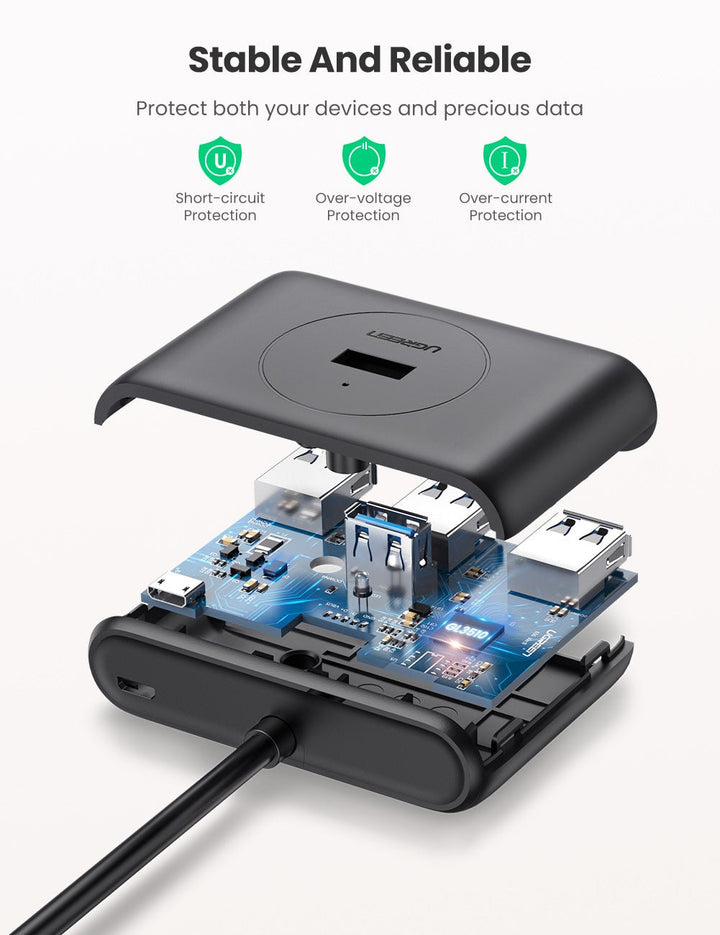 Stable And Reliable
Protect both your devices and precious data
U
I
Short-circuit
Protection
Over-voltage
Protection
Over-current
Protection
UGREEN
GL3510
UGREEN